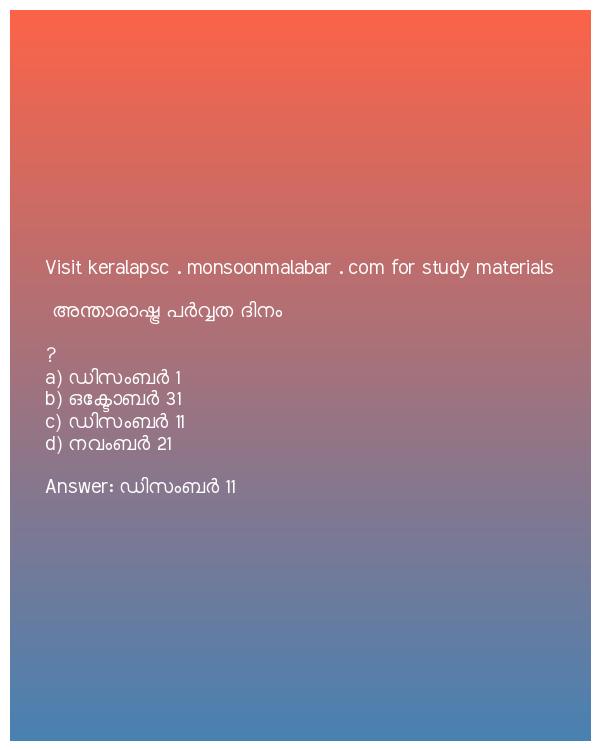 Visit keralapsc . monsoonmalabar . com for study materials
അന്താരാഷ്ട്ര പർവ്വത ദിനം
?
a) ഡിസംബർ 1
b) ഒക്ടോബർ 31
c) ഡിസംബർ 11
d) നവംബർ 21
Answer: ഡിസംബർ 11